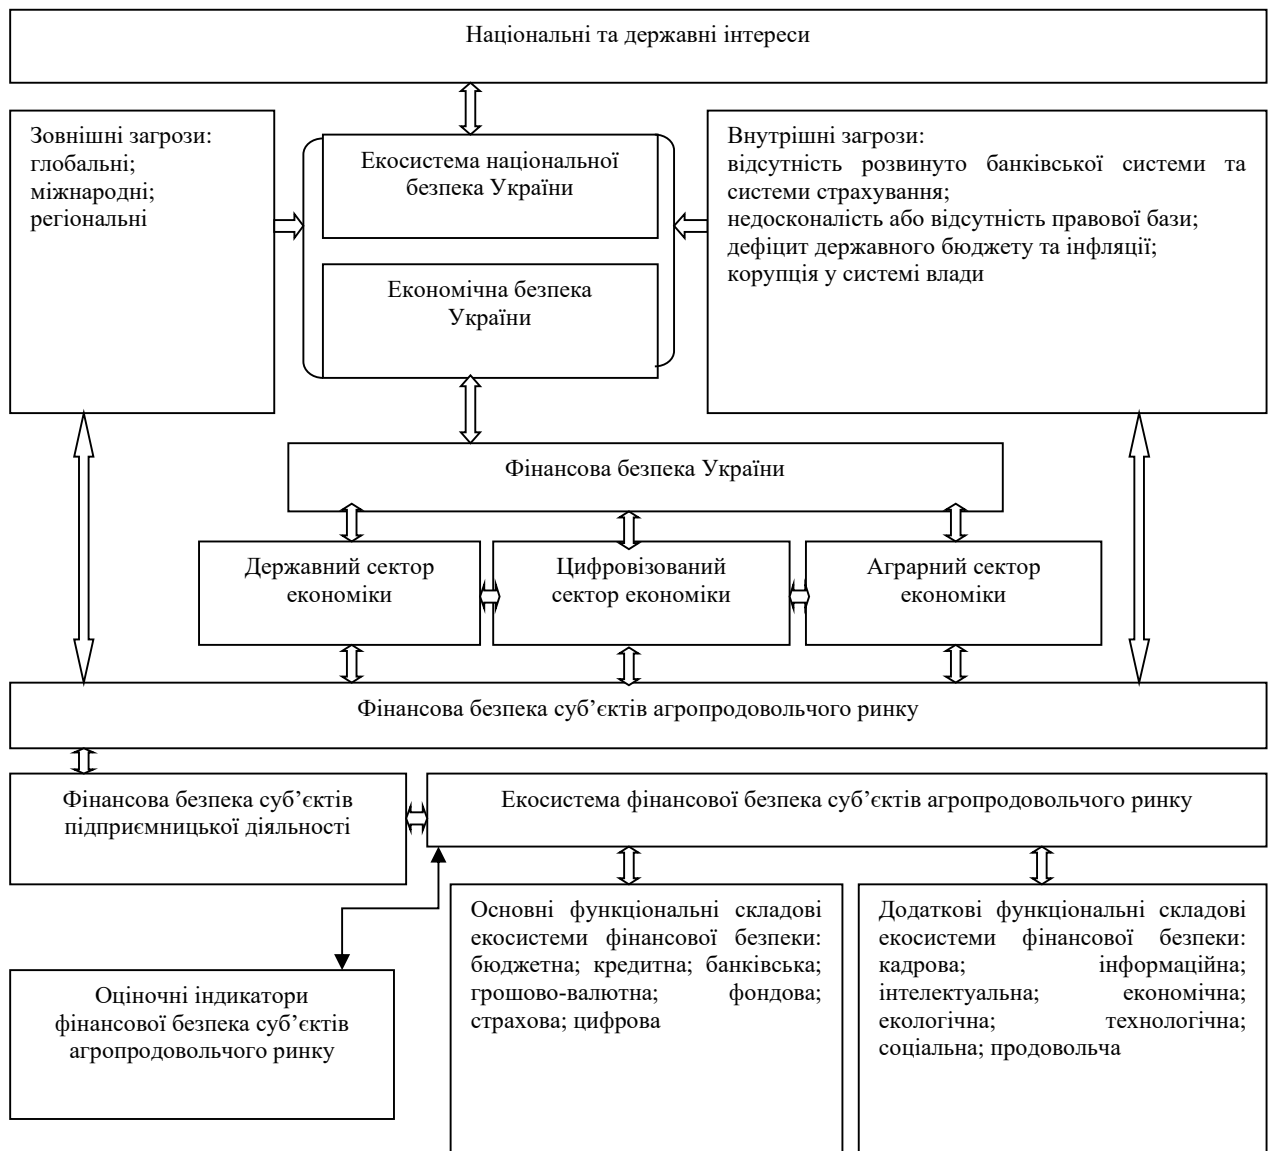 Національні та державні інтереси
Зовнішні загрози:
глобальні;
міжнародні;
регіональні
Екосистема національної
безпека України
Економічна безпека
України
Внутрішні загрози:
відсутність розвинуто банківської системи та
системи страхування;
недосконалість або відсутність правової бази;
дефіцит державного бюджету та інфляції;
корупція у системі влади
Фінансова безпека України
Державний сектор
економіки
Цифровізований
сектор економіки
Аграрний сектор
економіки
Фінансова безпека суб’єктів агропродовольчого ринку
Фінансова безпека суб’єктів
підприємницької діяльності
Екосистема фінансової безпека суб’єктів агропродовольчого ринку
Оціночні індикатори
фінансової безпека суб’єктів
агропродовольчого ринку
Основні функціональні складові
екосистеми фінансової безпеки:
бюджетна; кредитна; банківська;
грошово-валютна; фондова;
страхова; цифрова
Додаткові функціональні складові
екосистеми фінансової безпеки:
кадрова; інформаційна;
інтелектуальна; економічна;
екологічна; технологічна;
соціальна; продовольча